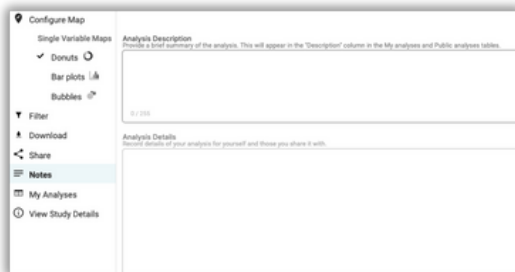 Configure Map
Single Variable Maps
Donuts
Bar plots
Bubbles
Filter
Download
Share
Notes
My Analyses
View Study Details
Analysis Description
Provide a brief summary of the analysis. This will appear in the "Description" column in the My analyses and Public analyses tables.
Analysis Details
Record details of your analysis for yourself and those you share it with.